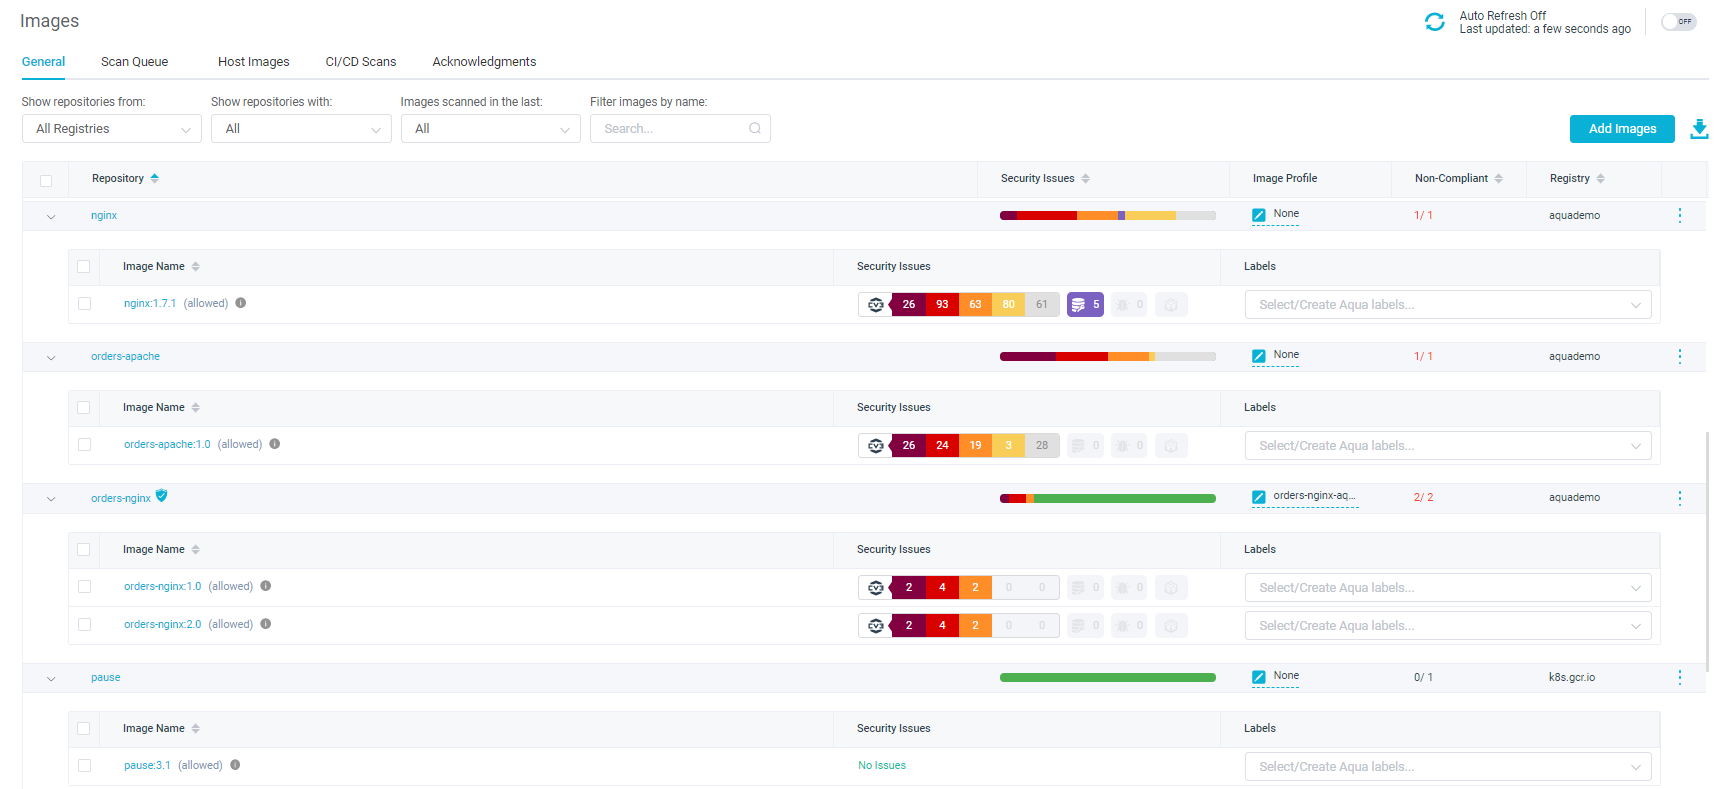 Images
Auto Refresh Off
Last updated: a few seconds ago
OFF
General Scan Queue Host Images CI/CD Scans Acknowledgments
Show repositories from: Show repositories with: Images scanned in the last: Filter images by name:
All Registries All All Search...
Add Images
Repository Security Issues Image Profile Non-Compliant Registry
nginx None 1/ 1 aquademo
Image Name Security Issues Labels
nginx:1.7.1 (allowed) CVE 26 93 63 80 61 5 0 Select/Create Aqua labels...
orders-apache None 1/ 1 aquademo
Image Name Security Issues Labels
orders-apache:1.0 (allowed) CVE 26 24 19 3 28 0 0 Select/Create Aqua labels...
orders-nginx orders-nginx-aq... 2/ 2 aquademo
Image Name Security Issues Labels
orders-nginx:1.0 (allowed) CVE 2 4 2 0 0 0 0 Select/Create Aqua labels...
orders-nginx:2.0 (allowed) CVE 2 4 2 0 0 0 0 Select/Create Aqua labels...
pause None 0/ 1 k8s.gcr.io
Image Name Security Issues Labels
pause:3.1 (allowed) No Issues Select/Create Aqua labels...